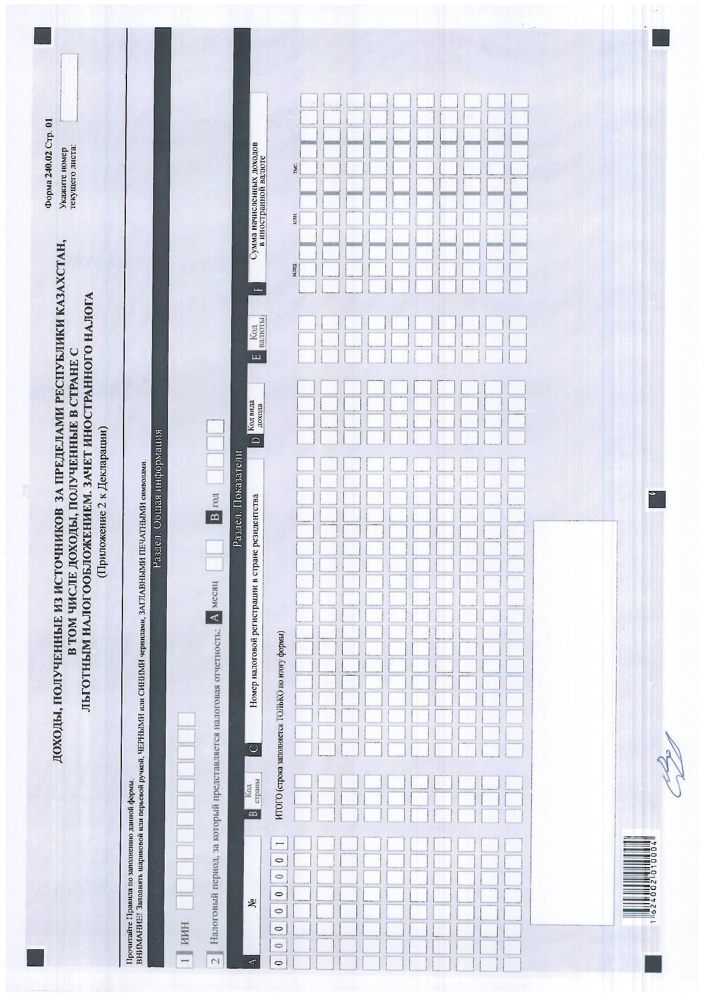 Форма 240.02 Стр. 01
Укажите номер
текущего листа:
ДОХОДЫ, ПОЛУЧЕННЫЕ ИЗ ИСТОЧНИКОВ ЗА ПРЕДЕЛАМИ РЕСПУБЛИКИ КАЗАХСТАН,
В ТОМ ЧИСЛЕ ДОХОДЫ, ПОЛУЧЕННЫЕ В СТРАНЕ С
ЛЬГОТНЫМ НАЛОГООБЛОЖЕНИЕМ. ЗАЧЕТ ИНОСТРАННОГО НАЛОГА
(Приложение 2 к Декларации)
Прочитайте Правила по заполнению данной формы.
ВНИМАНИЕ! Заполнять шариковой или перьевой ручкой, ЧЕРНЫМИ или СИНИМИ чернилами, ЗАГЛАВНЫМИ ПЕЧАТНЫМИ символами.
Раздел. Общая информация
1 ИИН
2 Налоговый период, за который представляется налоговая отчетность: A месяц B год
Раздел. Показатели
A № B Код страны C Номер налоговой регистрации в стране резидентства D Код вида дохода E Код валюты F Сумма начисленных доходов в иностранной валюте
0 0 0 0 0 0 0 1 ИТОГО (строка заполняется ТОЛЬКО по итогу формы)
млрд. млн. тыс.
1 624002 010004